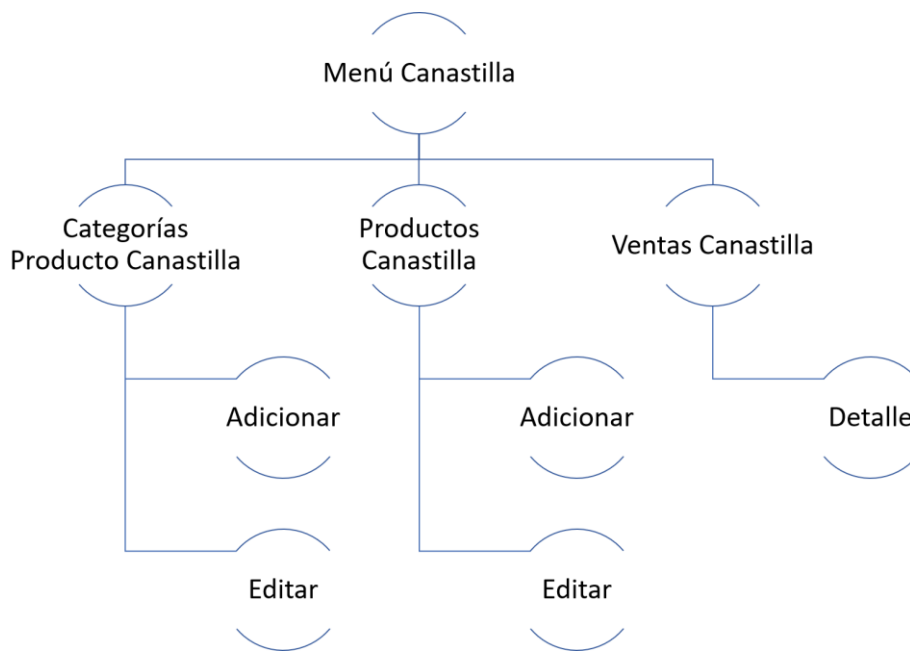 Menú Canastilla
Categorías
Producto Canastilla
Productos
Canastilla
Ventas Canastilla
Adicionar
Adicionar
Detalle
Editar
Editar